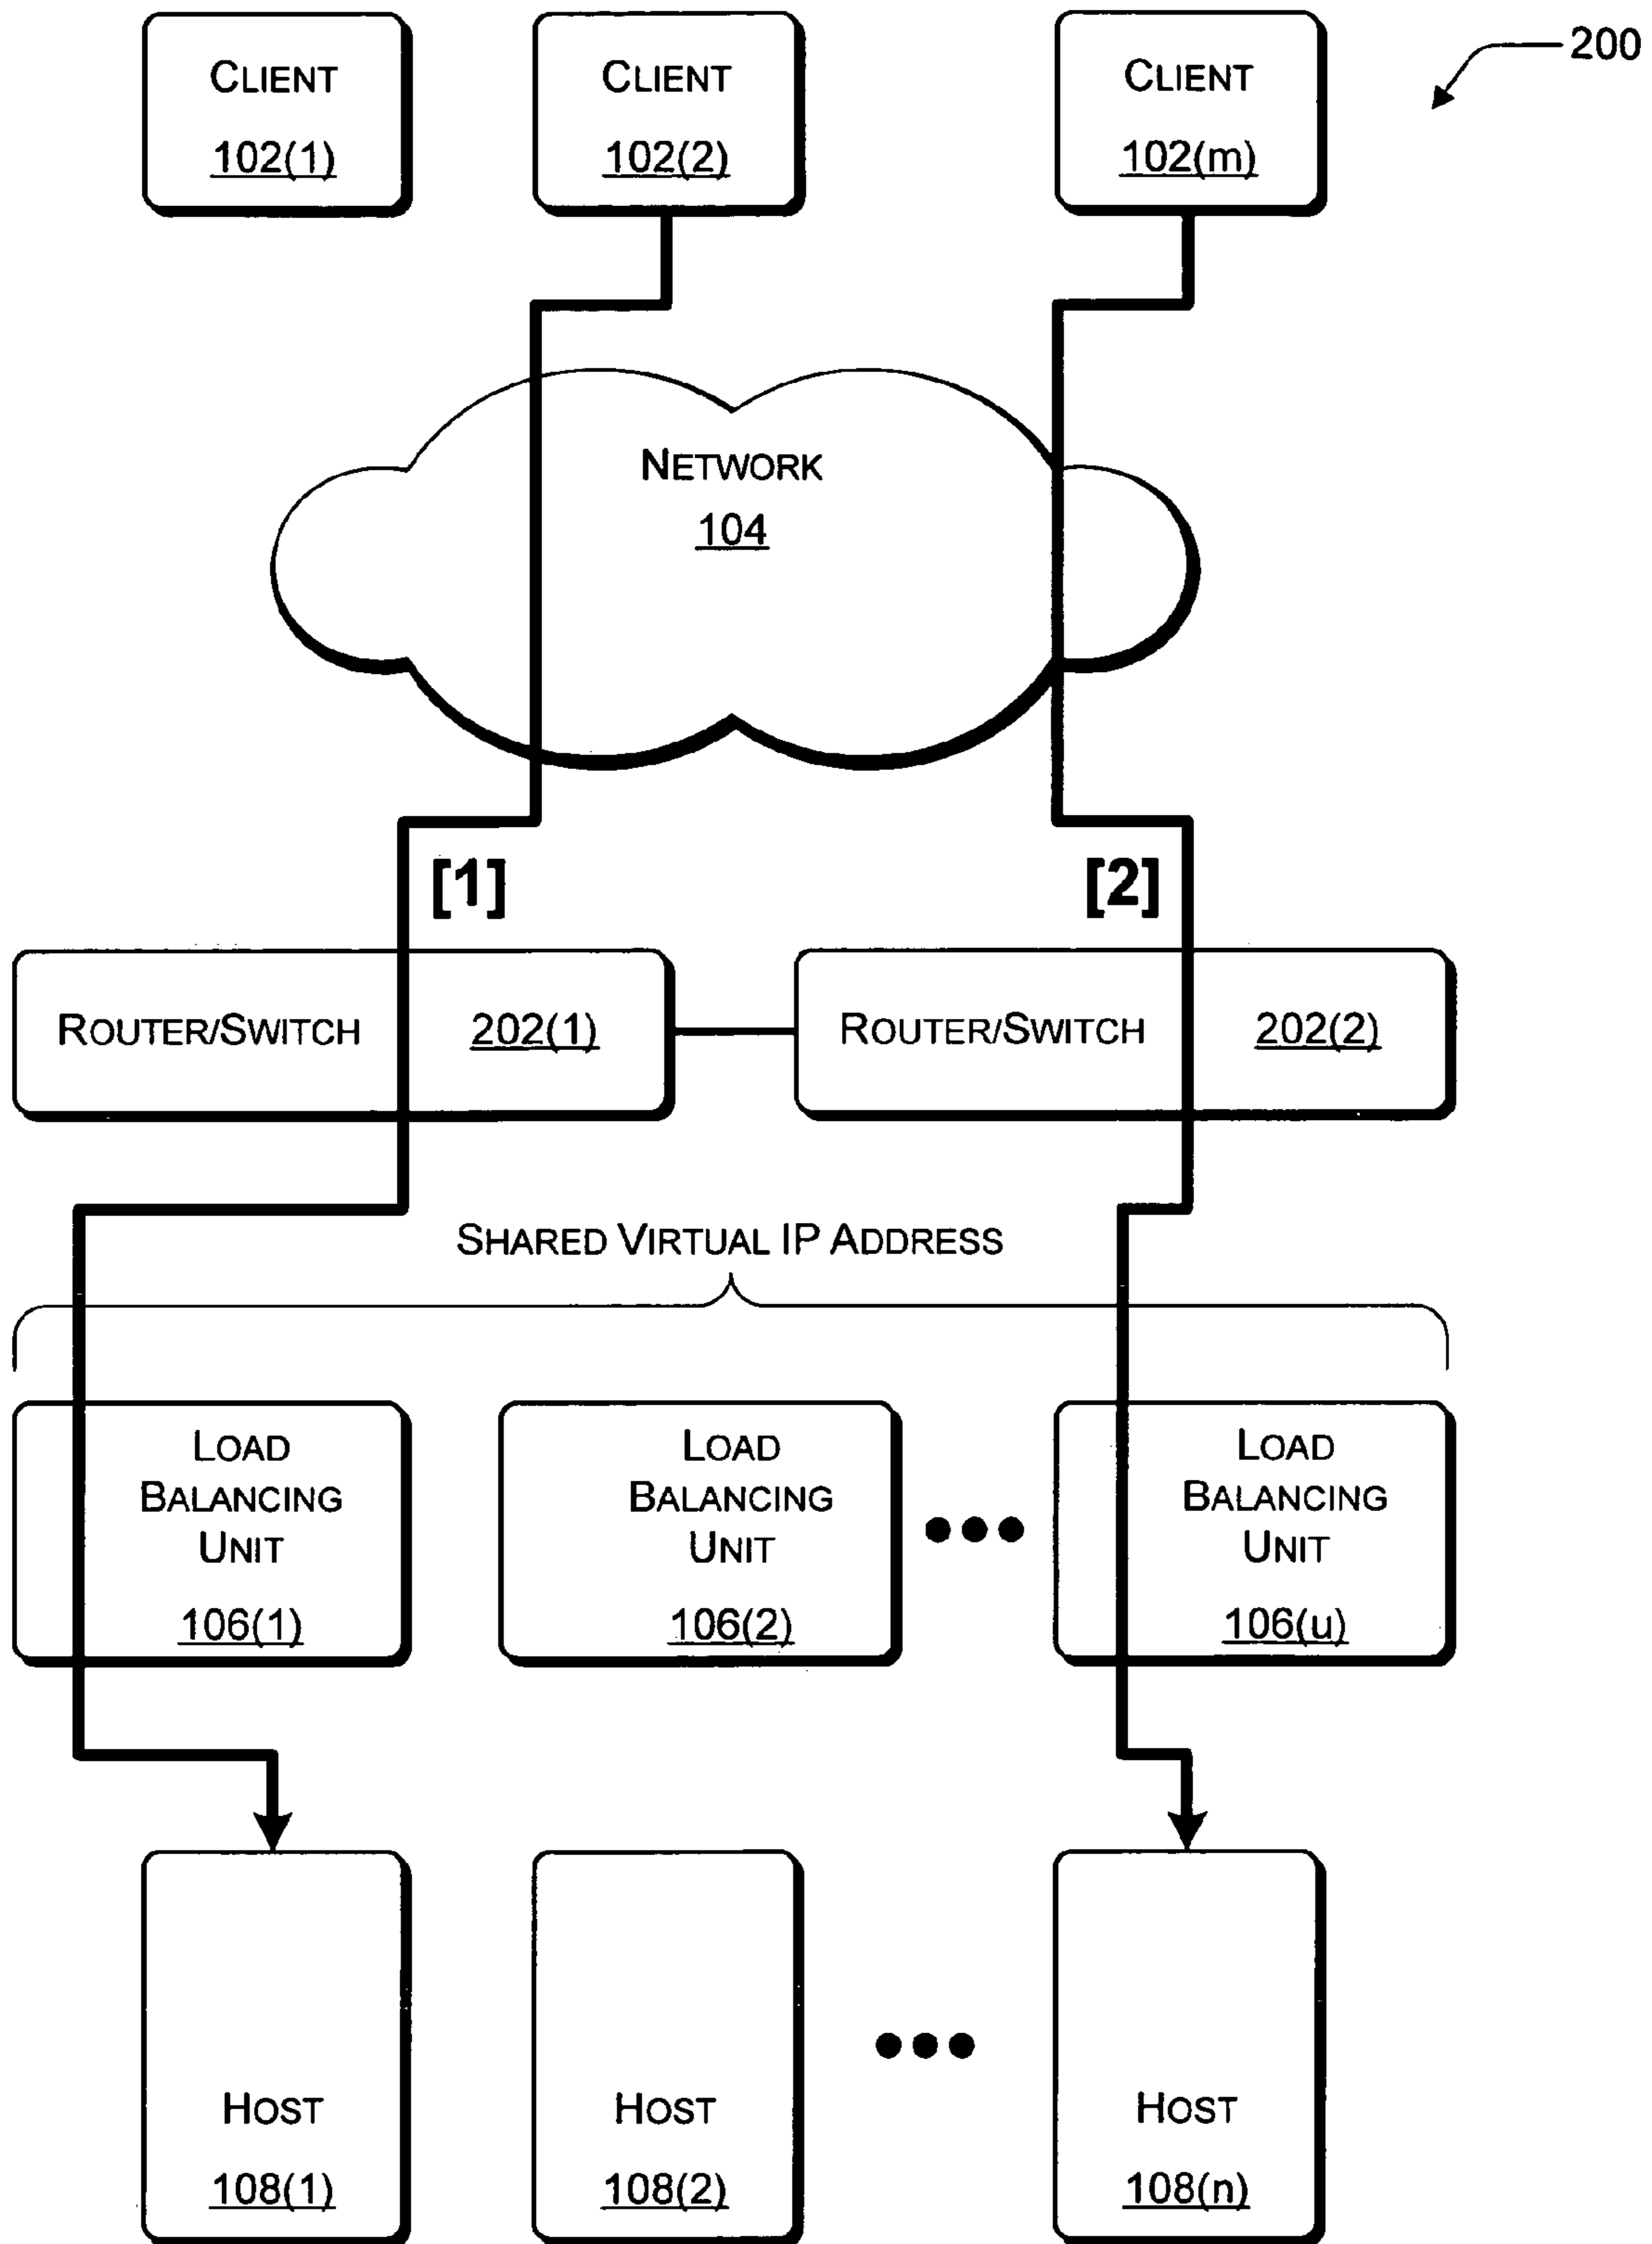 CLIENT
102(1)
CLIENT
102(2)
CLIENT
102(m)
200
NETWORK
104
[1]
[2]
ROUTER/SWITCH 202(1)
ROUTER/SWITCH 202(2)
SHARED VIRTUAL IP ADDRESS
LOAD
BALANCING
UNIT
106(1)
LOAD
BALANCING
UNIT
106(2)
LOAD
BALANCING
UNIT
106(u)
HOST
108(1)
HOST
108(2)
HOST
108(n)